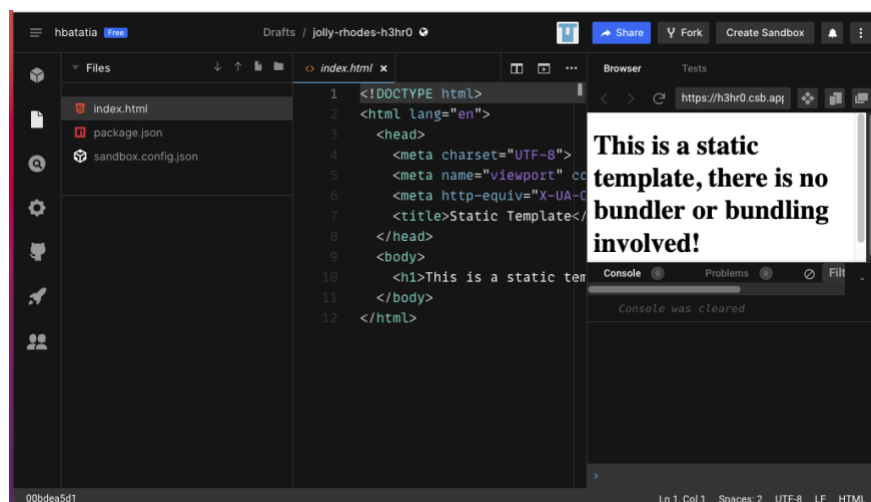 hbatatia Free
Drafts / jolly-rhodes-h3hr0
Share
Fork
Create Sandbox
Files
index.html
package.json
sandbox.config.json
index.html ×
1 <!DOCTYPE html>
2 <html lang="en">
3 <head>
4 <meta charset="UTF-8">
5 <meta name="viewport" co
6 <meta http-equiv="X-UA-C
7 <title>Static Template</
8 </head>
9 <body>
10 <h1>This is a static tem
11 </body>
12 </html>
Browser Tests
https://h3hr0.csb.app
This is a static
template, there is no
bundler or bundling
involved!
Console 0 Problems 0 Filt
Console was cleared
›
00bdea5d1
Ln 1, Col 1 Spaces: 2 UTF-8 LF HTML